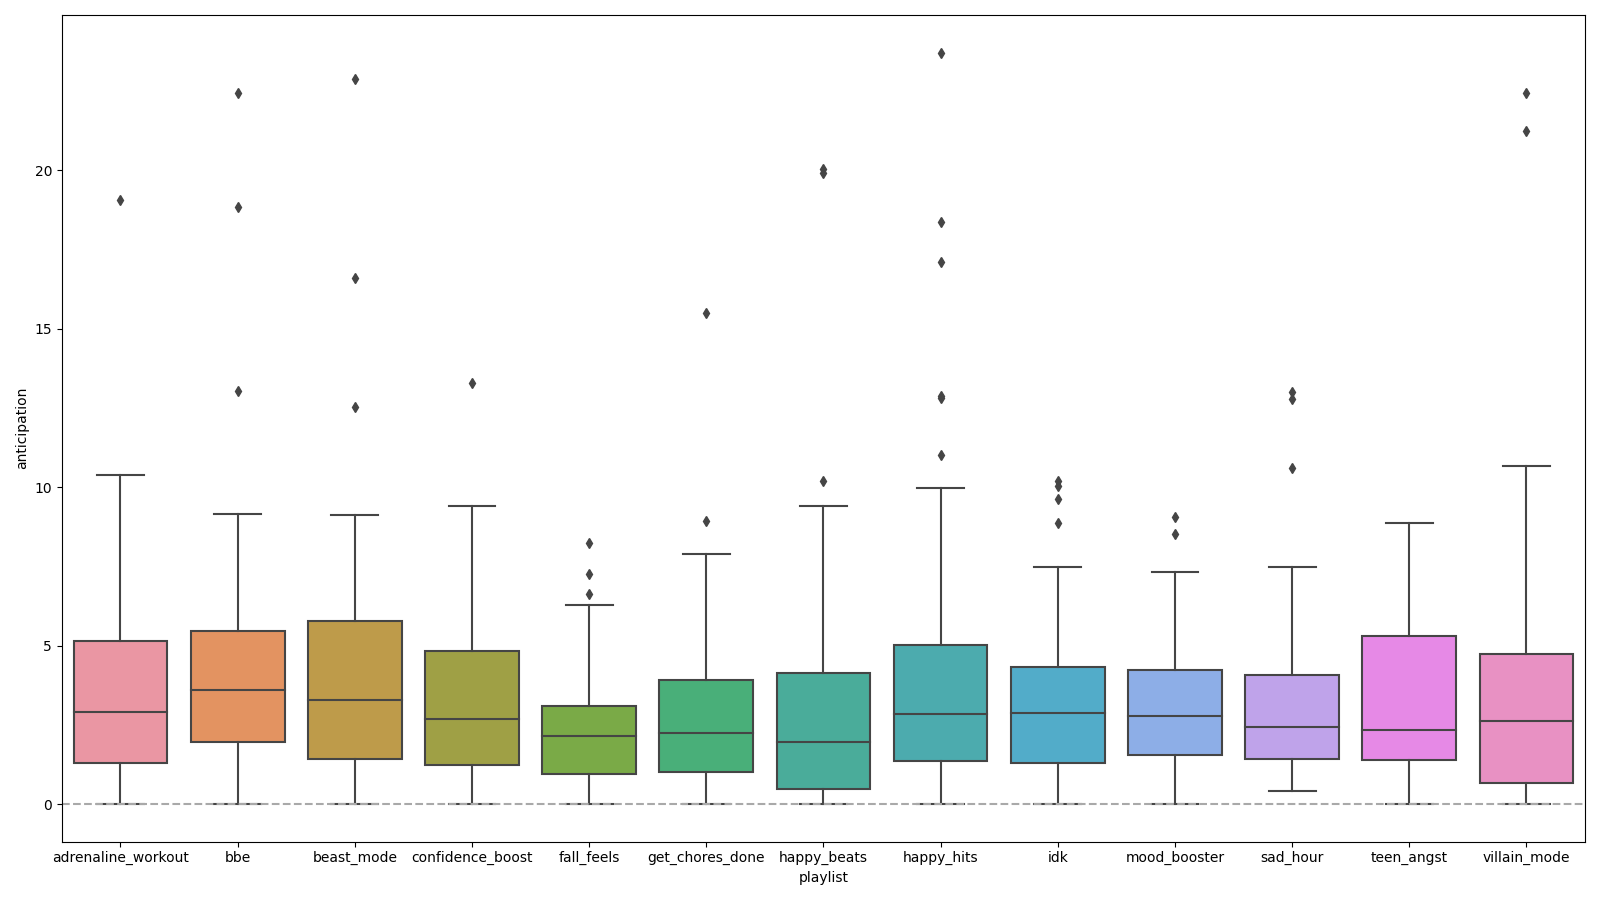 anticipation
20
15
10
5
0
adrenaline_workout bbe beast_mode confidence_boost fall_feels get_chores_done happy_beats happy_hits idk mood_booster sad_hour teen_angst villain_mode
playlist